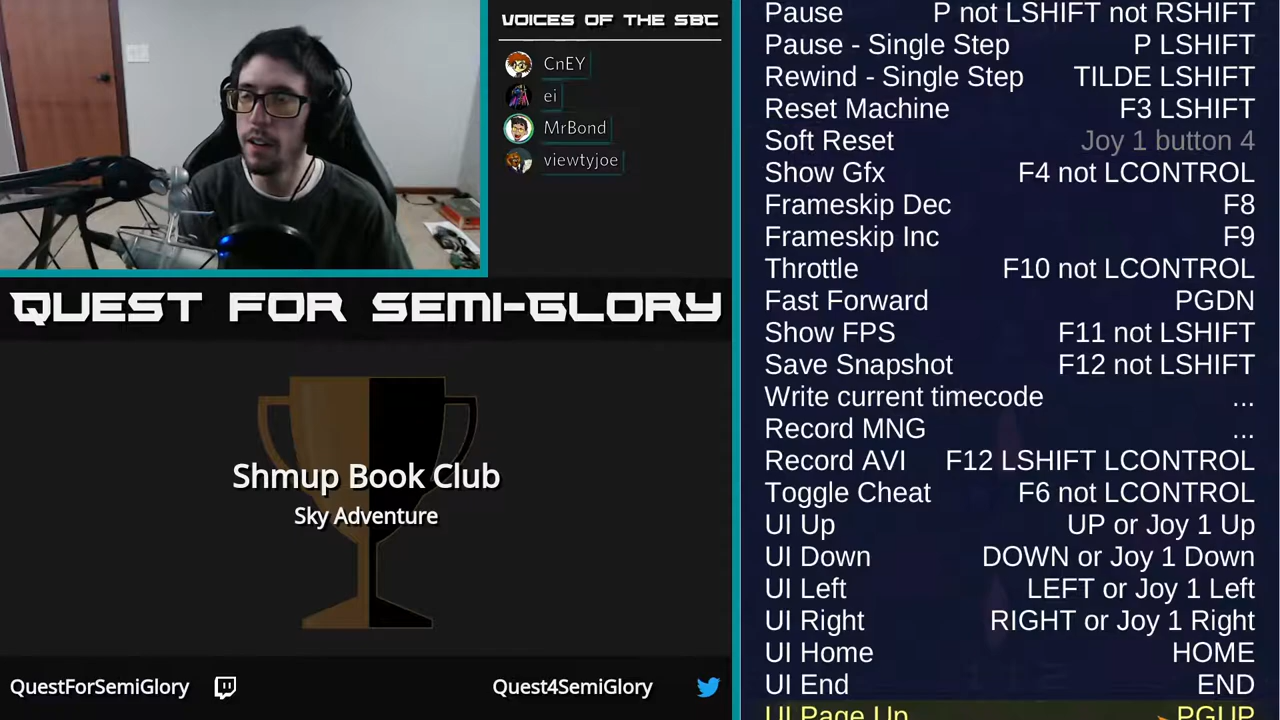 VOICES OF THE SBC
CnEY
ei
MrBond
viewtyjoe
QUEST FOR SEMI-GLORY
Shmup Book Club
Sky Adventure
QuestForSemiGlory
Quest4SemiGlory
Pause P not LSHIFT not RSHIFT
Pause - Single Step P LSHIFT
Rewind - Single Step TILDE LSHIFT
Reset Machine F3 LSHIFT
Soft Reset Joy 1 button 4
Show Gfx F4 not LCONTROL
Frameskip Dec F8
Frameskip Inc F9
Throttle F10 not LCONTROL
Fast Forward PGDN
Show FPS F11 not LSHIFT
Save Snapshot F12 not LSHIFT
Write current timecode ...
Record MNG ...
Record AVI F12 LSHIFT LCONTROL
Toggle Cheat F6 not LCONTROL
UI Up UP or Joy 1 Up
UI Down DOWN or Joy 1 Down
UI Left LEFT or Joy 1 Left
UI Right RIGHT or Joy 1 Right
UI Home HOME
UI End END
UI Page Up PGUP